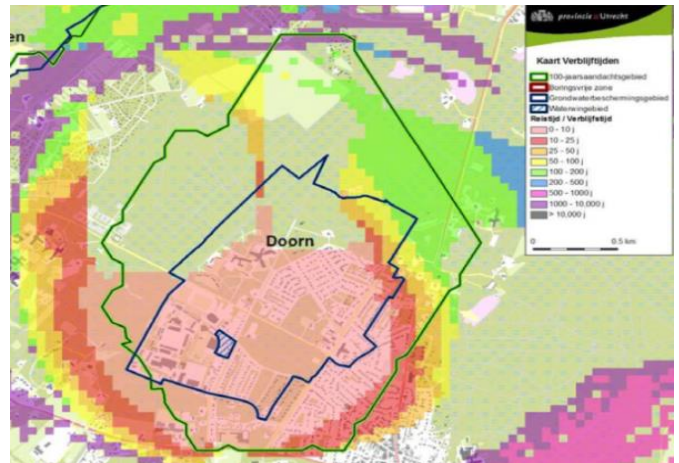 en
Doorn
provincie Utrecht
Kaart Verblijftijden
100-jaarsaandachtsgebied
Boringsvrije zone
Grondwaterbeschermingsgebied
Waterwingebied
Reistijd / Verblijftijd
0 - 10 j
10 - 25 j
25 - 50 j
50 - 100 j
100 - 200 j
200 - 500 j
500 - 1000 j
1000 - 10,000 j
> 10,000 j
0 0.5 km